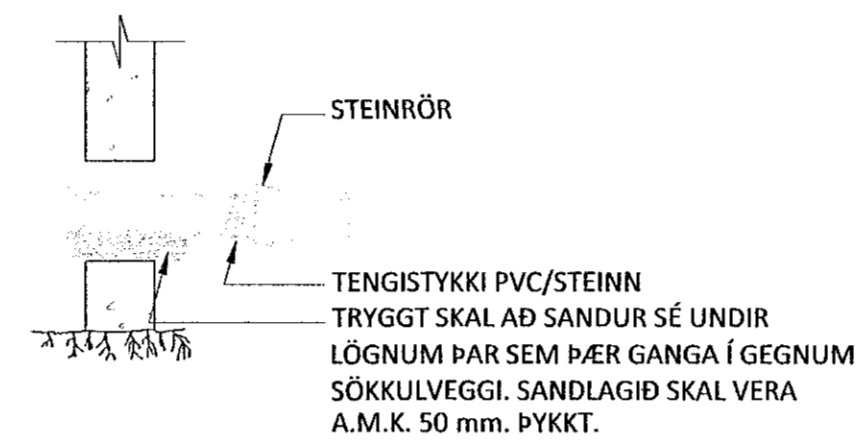 STEINRÖR
TENGISTYKKI PVC/STEINN
TRYGGT SKAL AÐ SANDUR SÉ UNDIR
LÖGNUM ÞAR SEM ÞÆR GANGA Í GEGNUM
SÖKKULVEGGI. SANDLAGIÐ SKAL VERA
A.M.K. 50 mm. ÞYKKT.